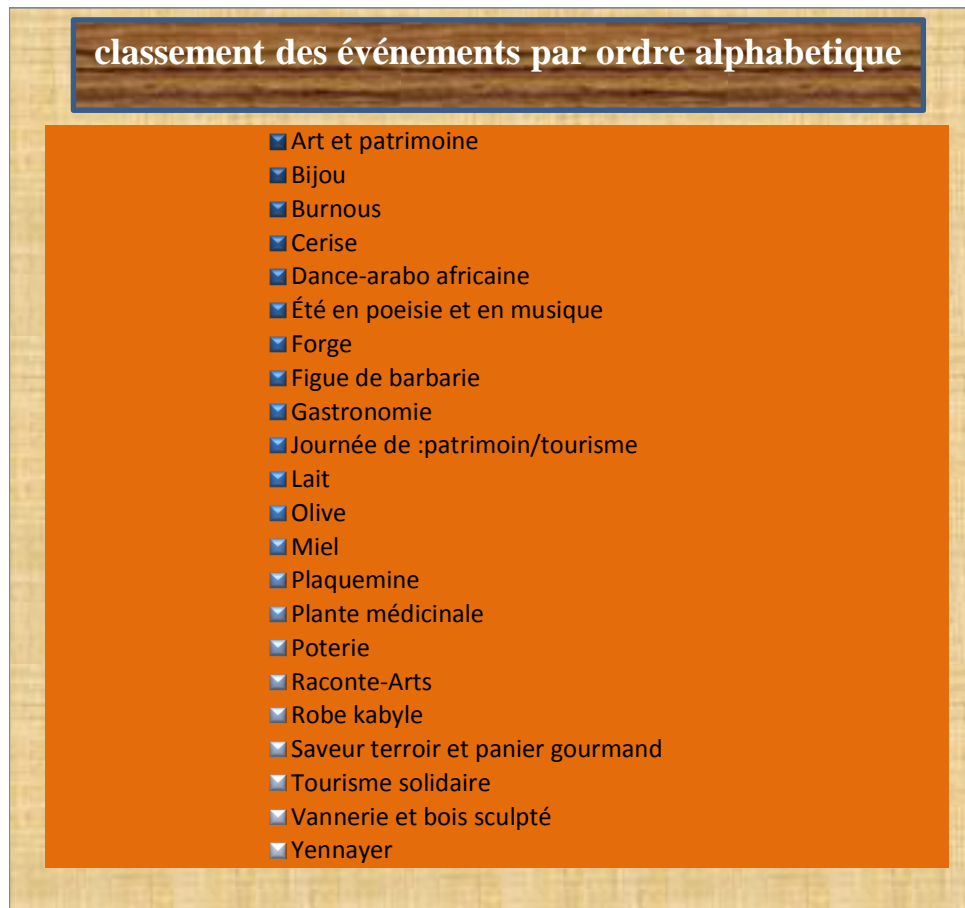 classement des événements par ordre alphabetique
Art et patrimoine
Bijou
Burnous
Cerise
Dance-arabo africaine
Été en poeisie et en musique
Forge
Figue de barbarie
Gastronomie
Journée de :patrimoin/tourisme
Lait
Olive
Miel
Plaquemine
Plante médicinale
Poterie
Raconte-Arts
Robe kabyle
Saveur terroir et panier gourmand
Tourisme solidaire
Vannerie et bois sculpté
Yennayer